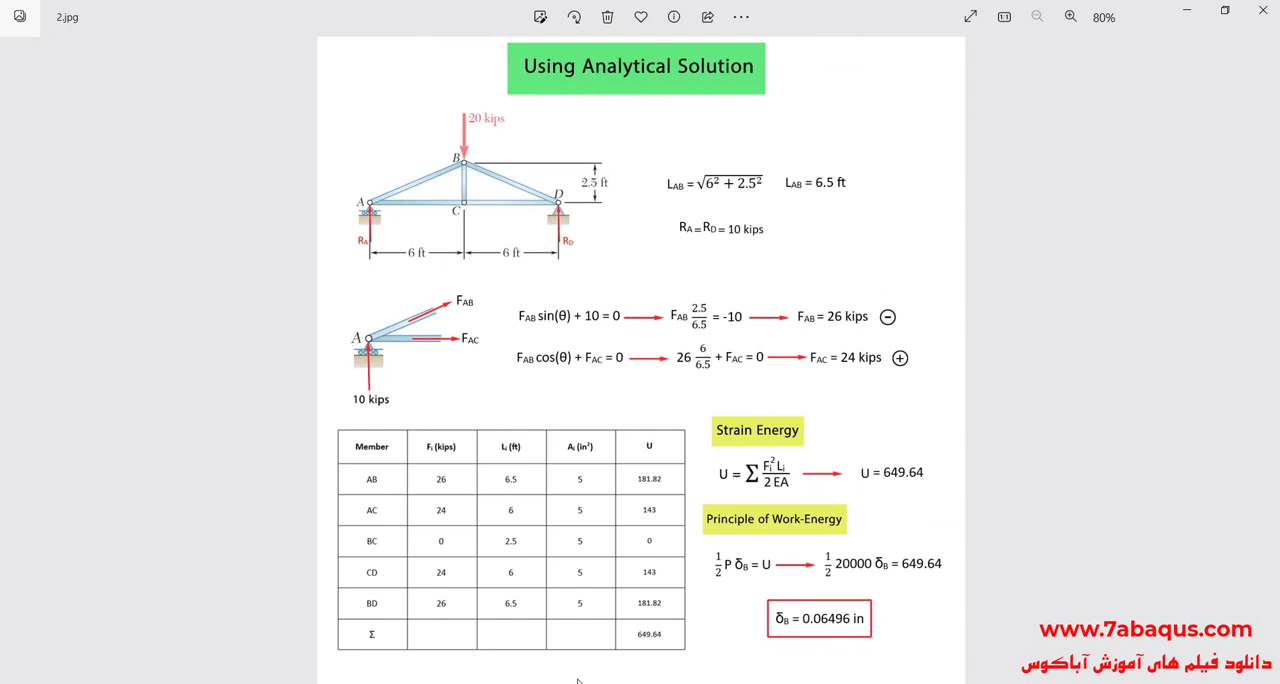 2.jpg
80%
Using Analytical Solution
20 kips
B
2.5 ft
A
D
C
RA
RD
6 ft
6 ft
LAB = √6² + 2.5² LAB = 6.5 ft
RA = RD = 10 kips
FAB
A
FAC
10 kips
FAB sin(θ) + 10 = 0 → FAB 2.5/6.5 = -10 → FAB = 26 kips ⊖
FAB cos(θ) + FAC = 0 → 26 6/6.5 + FAC = 0 → FAC = 24 kips ⊕
Member Fi (kips) Li (ft) Ai (in²) U
AB 26 6.5 5 181.82
AC 24 6 5 143
BC 0 2.5 5 0
CD 24 6 5 143
BD 26 6.5 5 181.82
Σ 649.64
Strain Energy
U = Σ Fi² Li / 2 EA → U = 649.64
Principle of Work-Energy
1/2 P δB = U → 1/2 20000 δB = 649.64
δB = 0.06496 in
www.7abaqus.com
دانلود فیلم های آموزش آباکوس